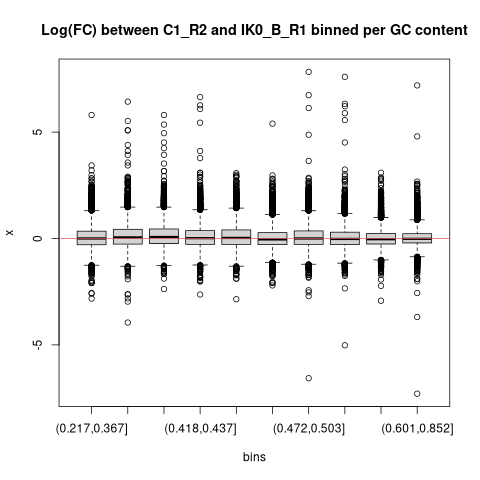 Log(FC) between C1_R2 and IK0_B_R1 binned per GC content
x
5
0
-5
(0.217,0.367]
(0.418,0.437]
(0.472,0.503]
(0.601,0.852]
bins